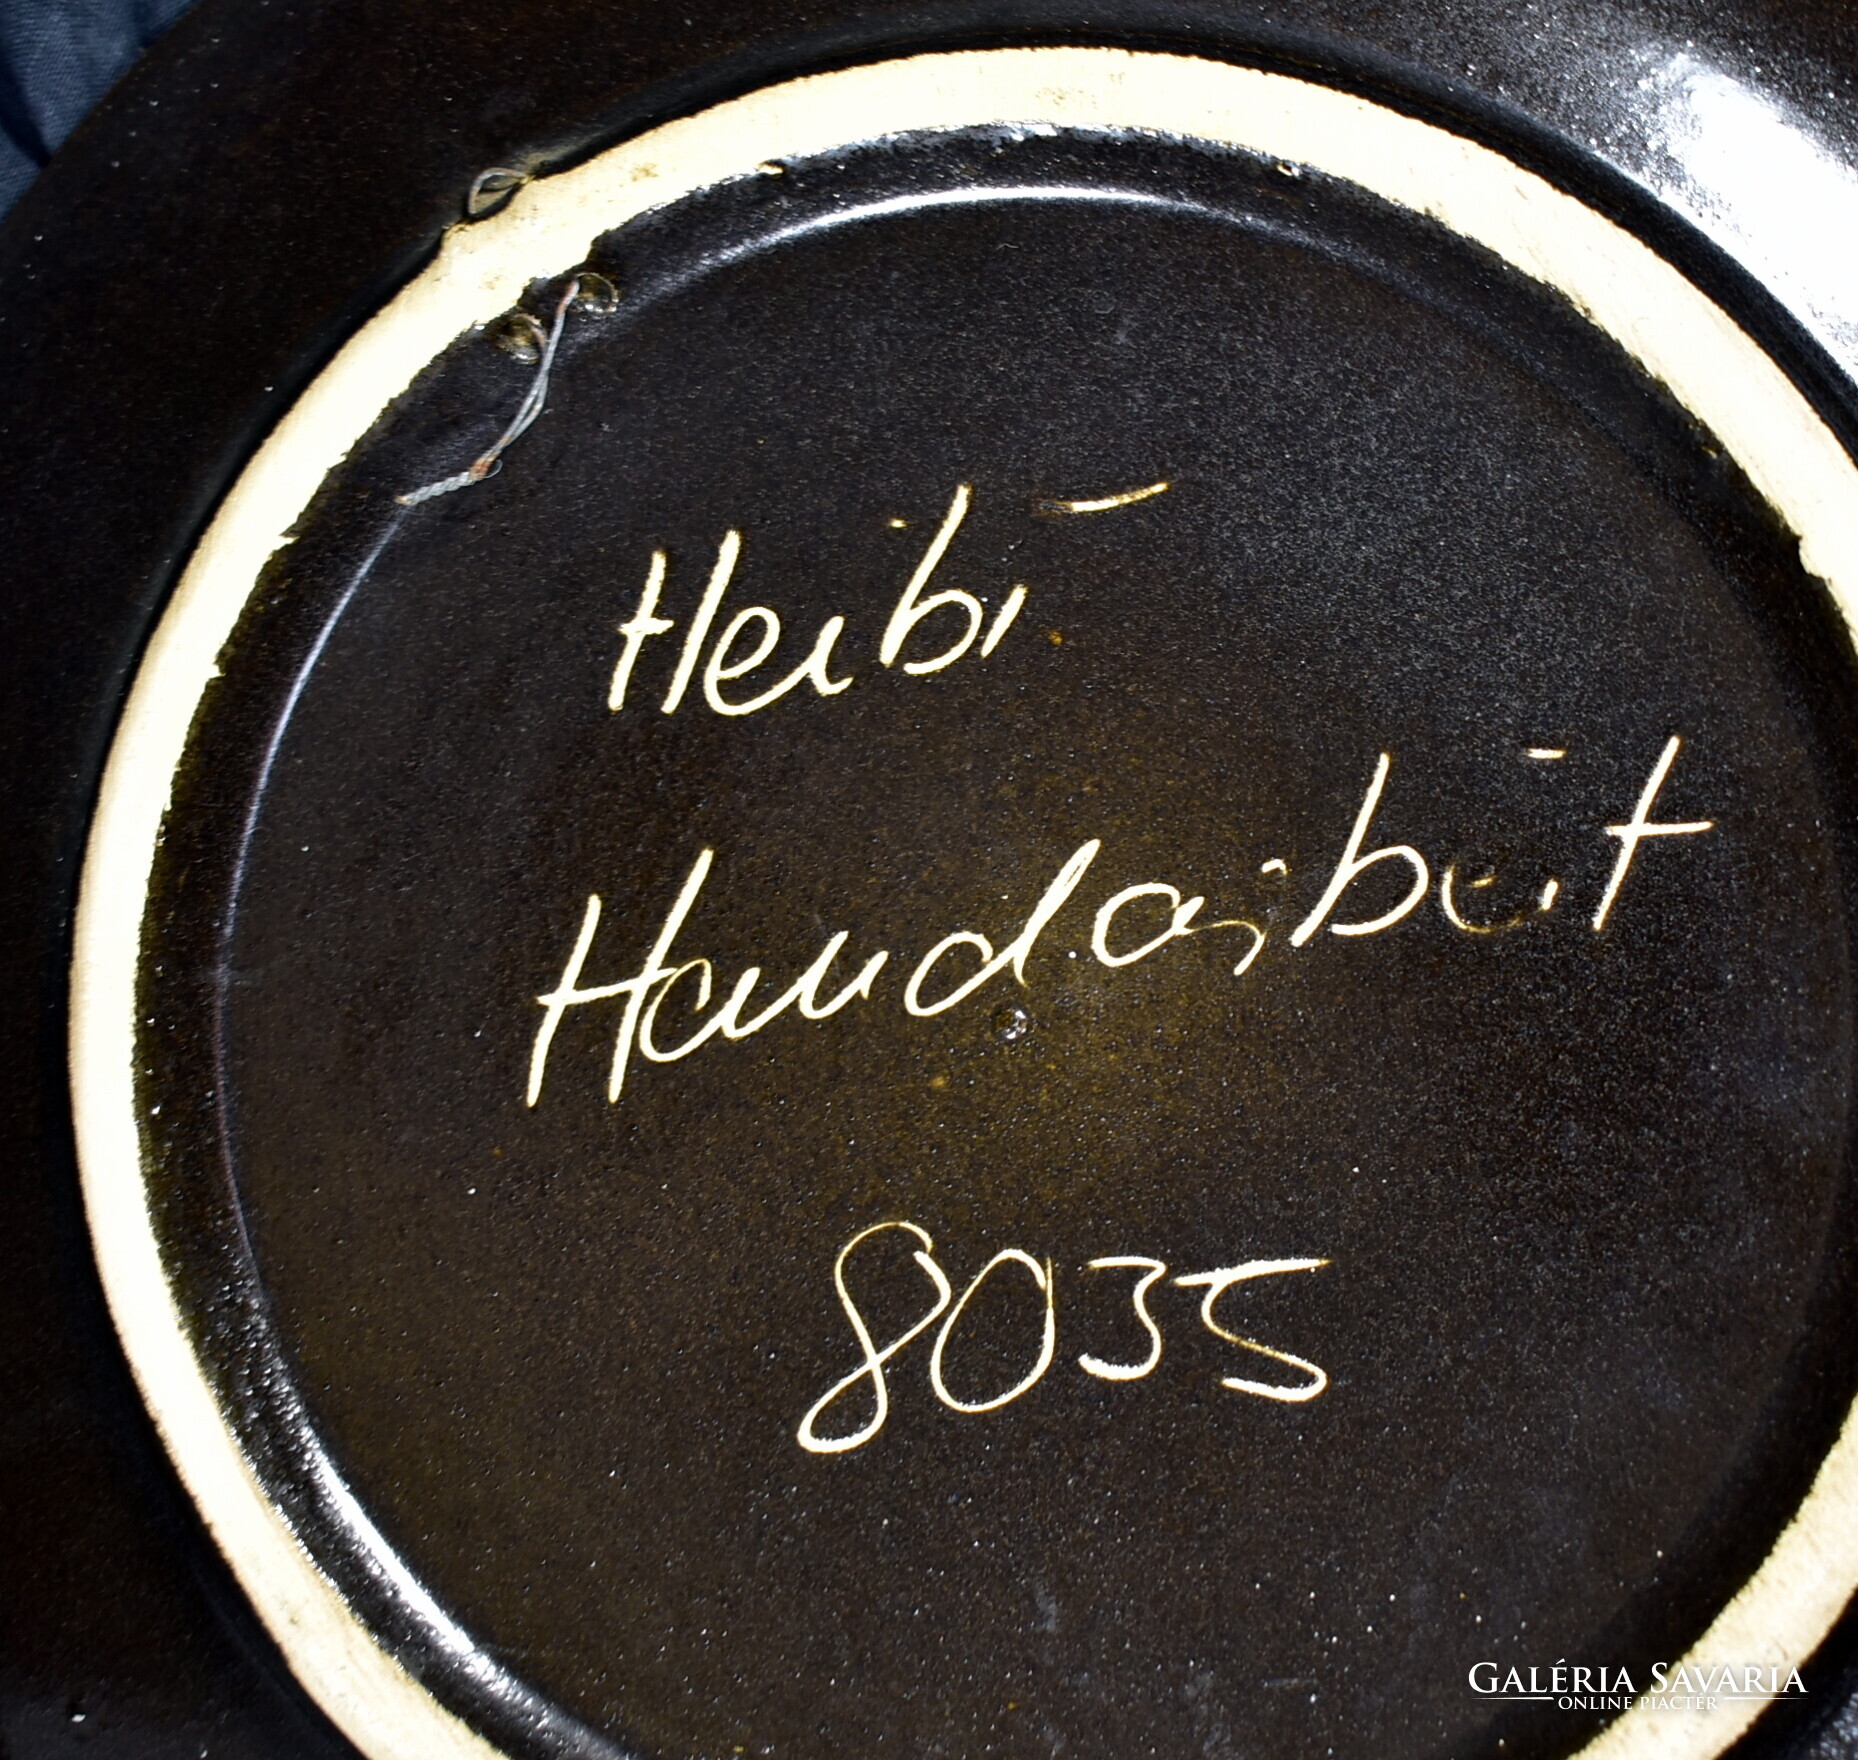 Heibi
Handarbeit
8035
GALÉRIA SAVARIA
ONLINE PIACTÉR